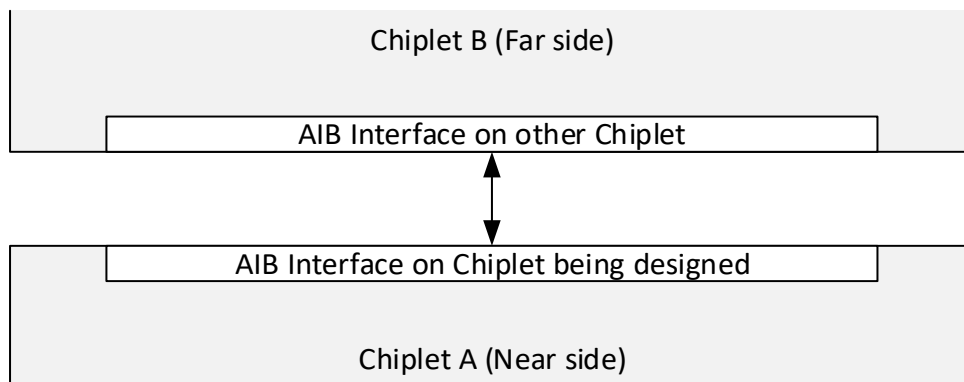 Chiplet B (Far side)
AIB Interface on other Chiplet
AIB Interface on Chiplet being designed
Chiplet A (Near side)